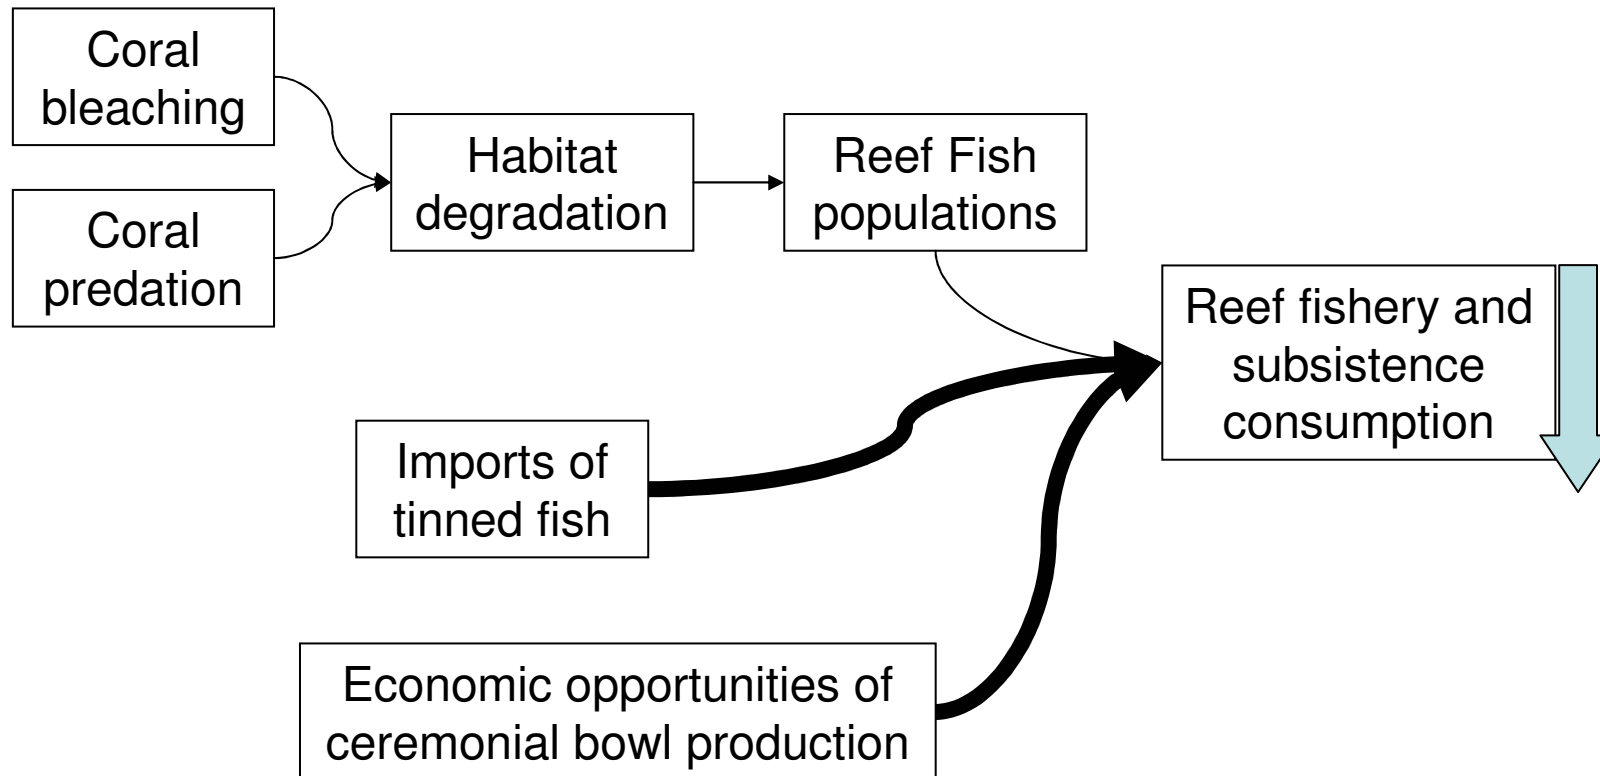 Coral
bleaching
Coral
predation
Habitat
degradation
Reef Fish
populations
Reef fishery and
subsistence
consumption
Imports of
tinned fish
Economic opportunities of
ceremonial bowl production